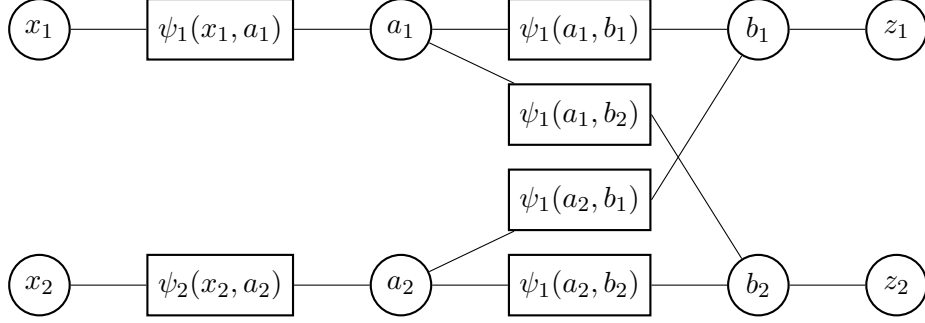 x₁ ψ₁(x₁, a₁) a₁ ψ₁(a₁, b₁) b₁ z₁
ψ₁(a₁, b₂)
ψ₁(a₂, b₁)
x₂ ψ₂(x₂, a₂) a₂ ψ₁(a₂, b₂) b₂ z₂